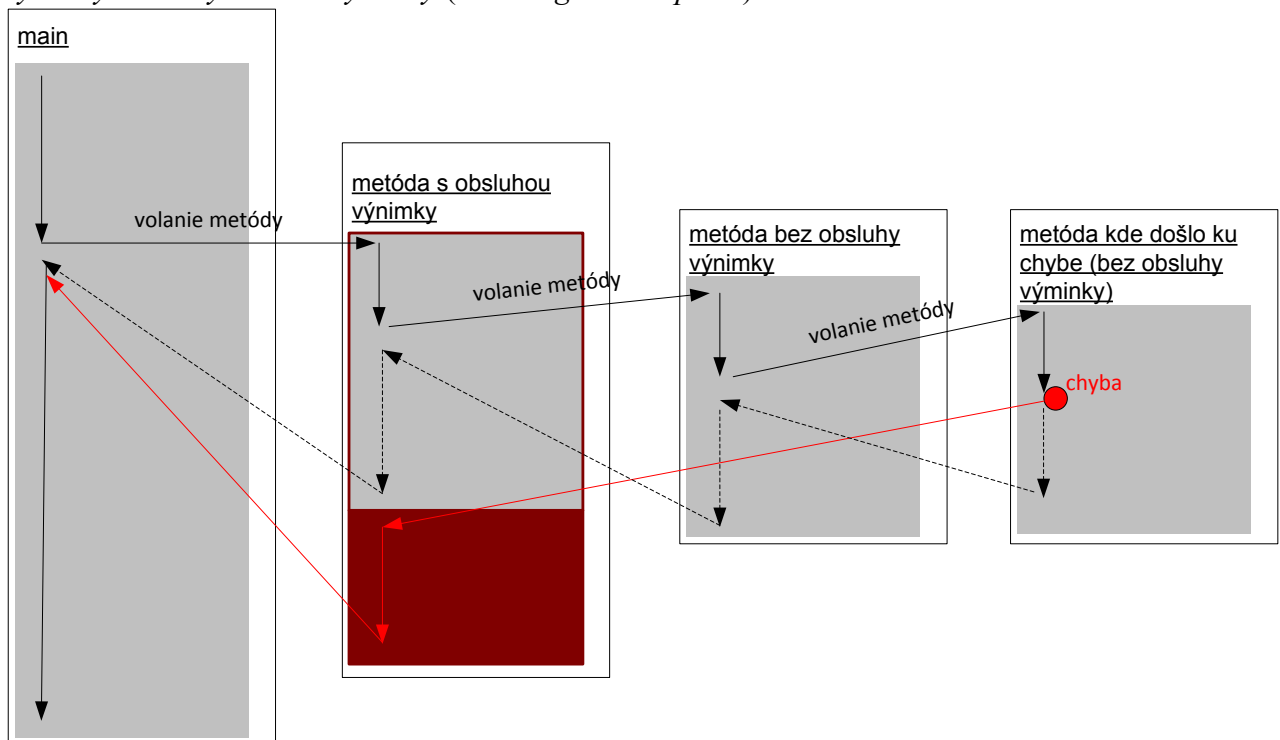 main
metóda s obsluhou
výnimky
volanie metódy
metóda bez obsluhy
výnimky
metóda kde došlo ku
chybe (bez obsluhy
výminky)
volanie metódy
volanie metódy
chyba